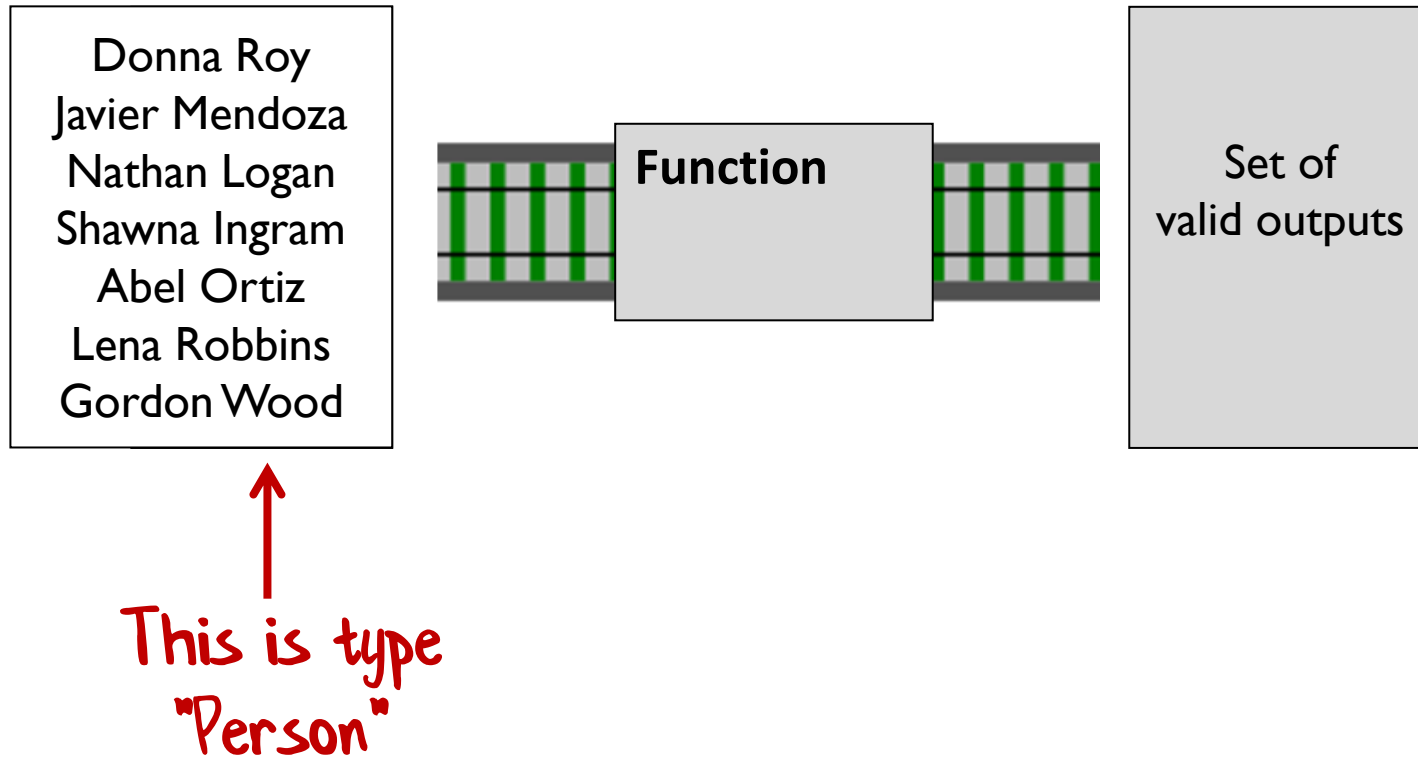 Donna Roy
Javier Mendoza
Nathan Logan
Shawna Ingram
Abel Ortiz
Lena Robbins
Gordon Wood
Function
Set of
valid outputs
This is type
"Person"